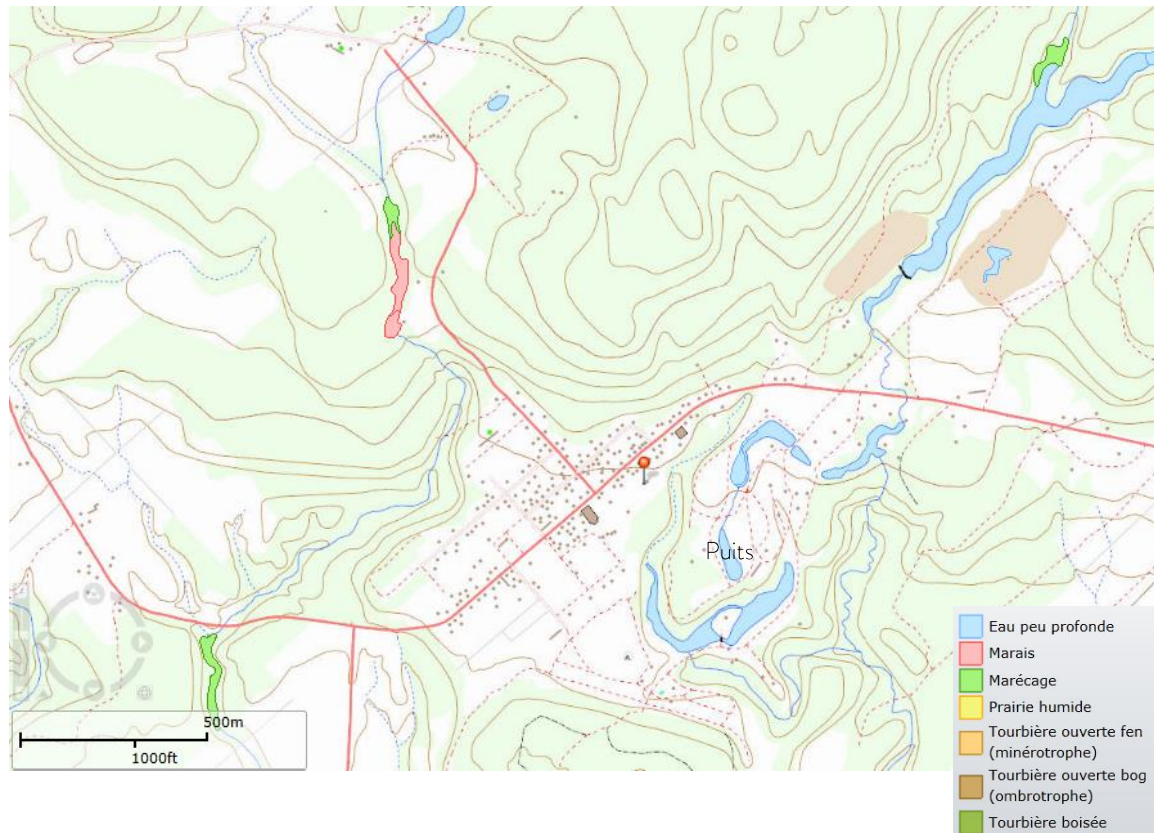 Puits
500m
1000ft
Eau peu profonde
Marais
Marécage
Prairie humide
Tourbière ouverte fen
(minérotrophe)
Tourbière ouverte bog
(ombrotrophe)
Tourbière boisée